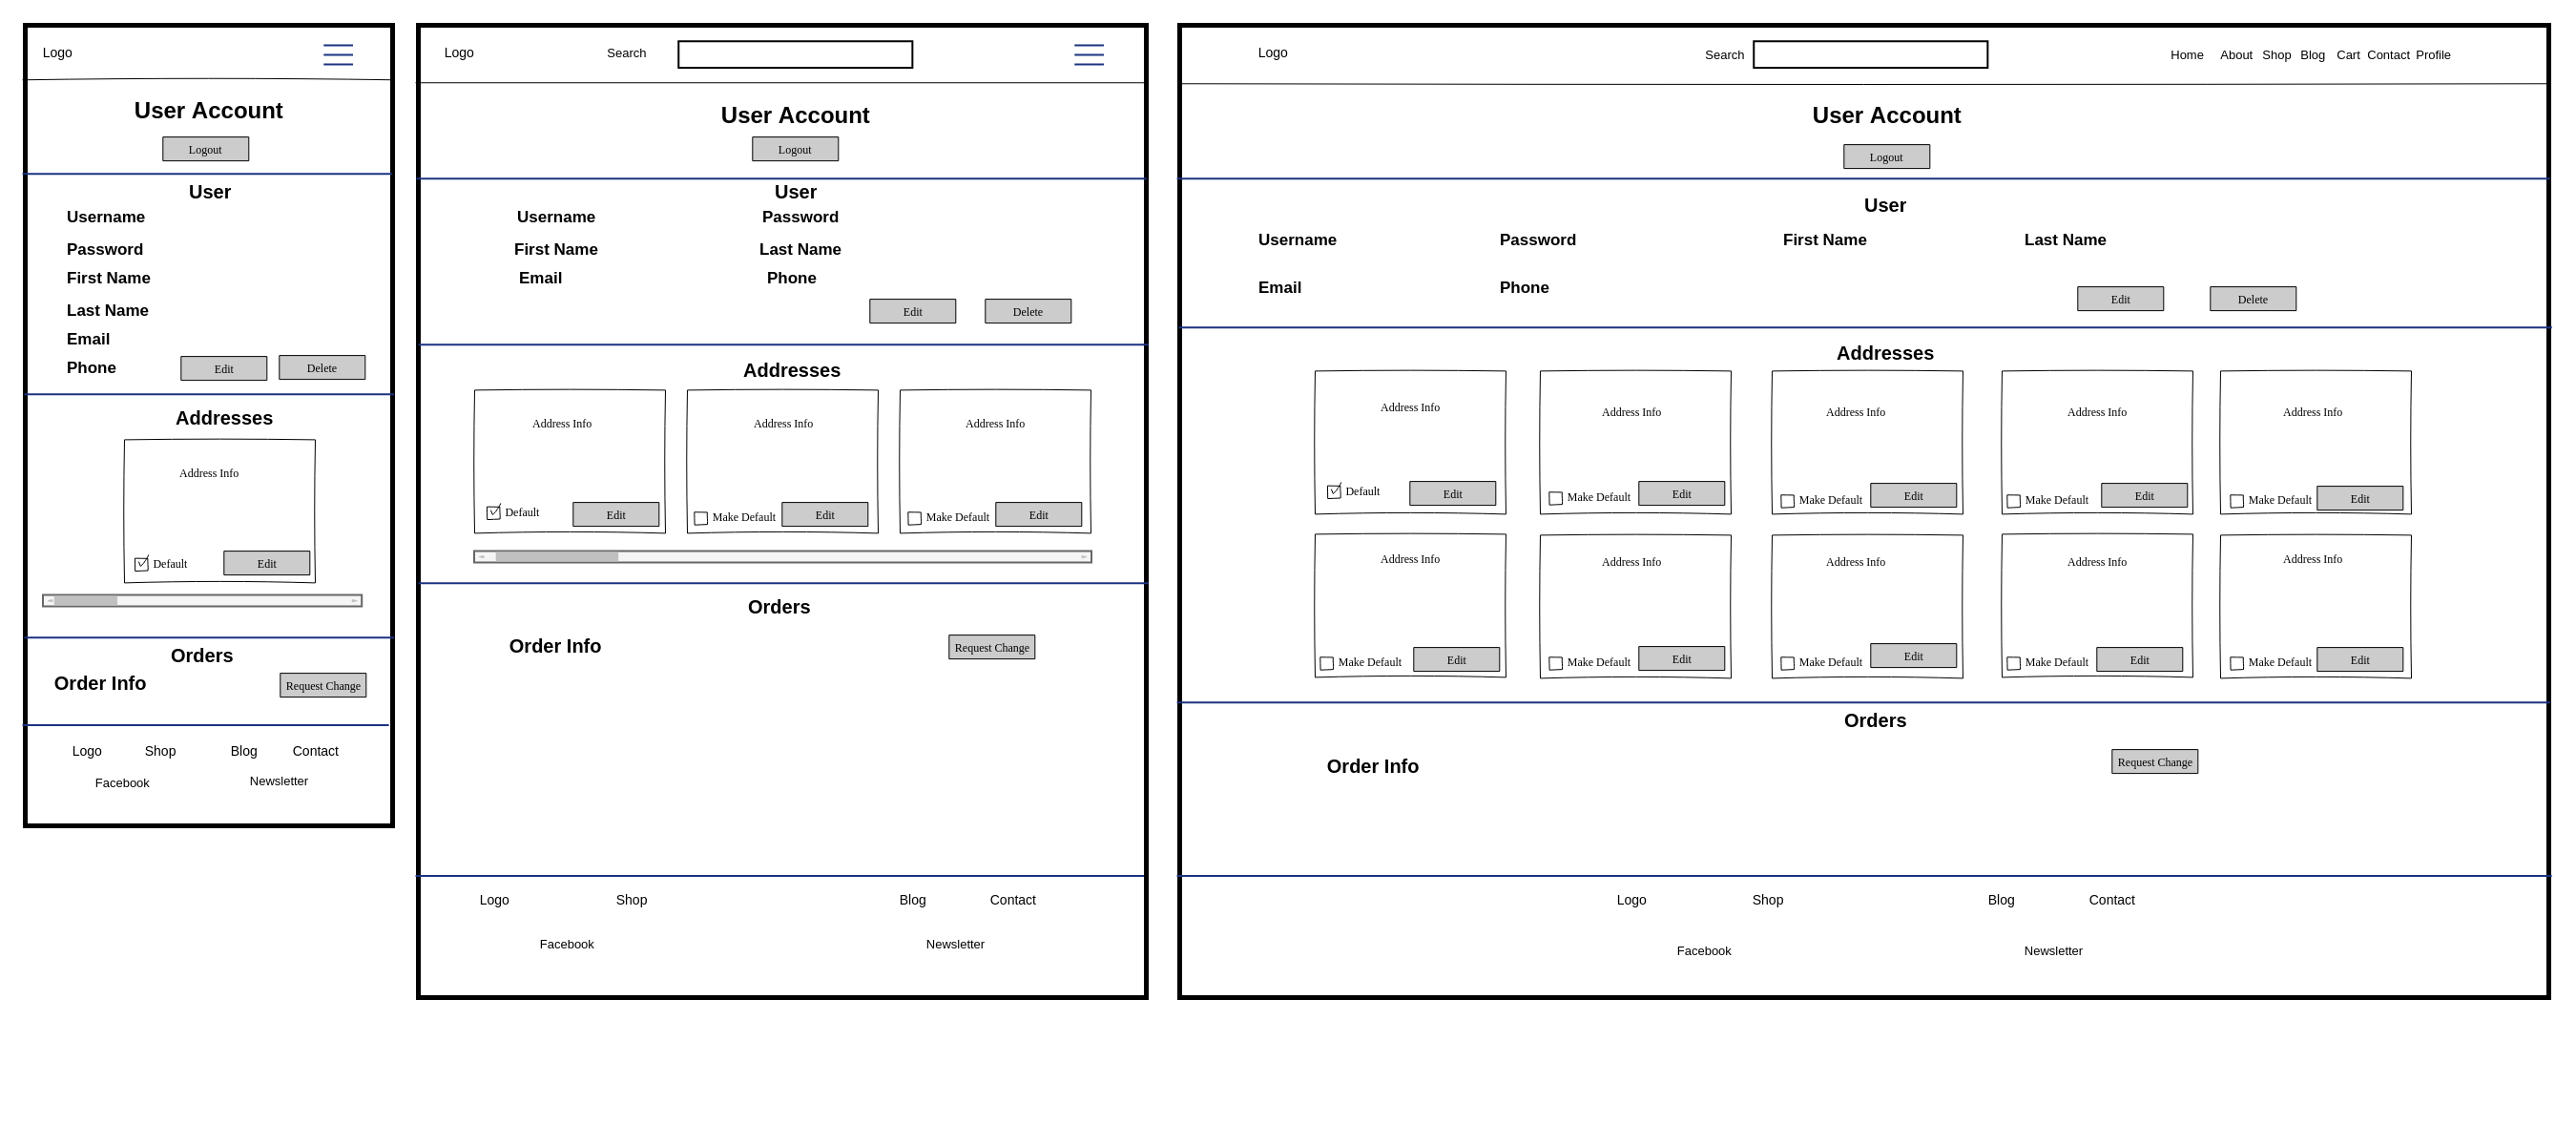 Logo
User Account
Logout
User
Username
Password
First Name
Last Name
Email
Phone Edit Delete
Addresses
Address Info
Default Edit
Orders
Order Info Request Change
Logo Shop Blog Contact
Facebook Newsletter
Logo Search
User Account
Logout
User
Username Password
First Name Last Name
Email Phone
Edit Delete
Addresses
Address Info Address Info Address Info
Default Edit Make Default Edit Make Default Edit
Orders
Order Info Request Change
Logo Shop Blog Contact
Facebook Newsletter
Logo Search Home About Shop Blog Cart Contact Profile
User Account
Logout
User
Username Password First Name Last Name
Email Phone Edit Delete
Addresses
Address Info Address Info Address Info Address Info Address Info
Default Edit Make Default Edit Make Default Edit Make Default Edit Make Default Edit
Address Info Address Info Address Info Address Info Address Info
Make Default Edit Make Default Edit Make Default Edit Make Default Edit Make Default Edit
Orders
Order Info Request Change
Logo Shop Blog Contact
Facebook Newsletter